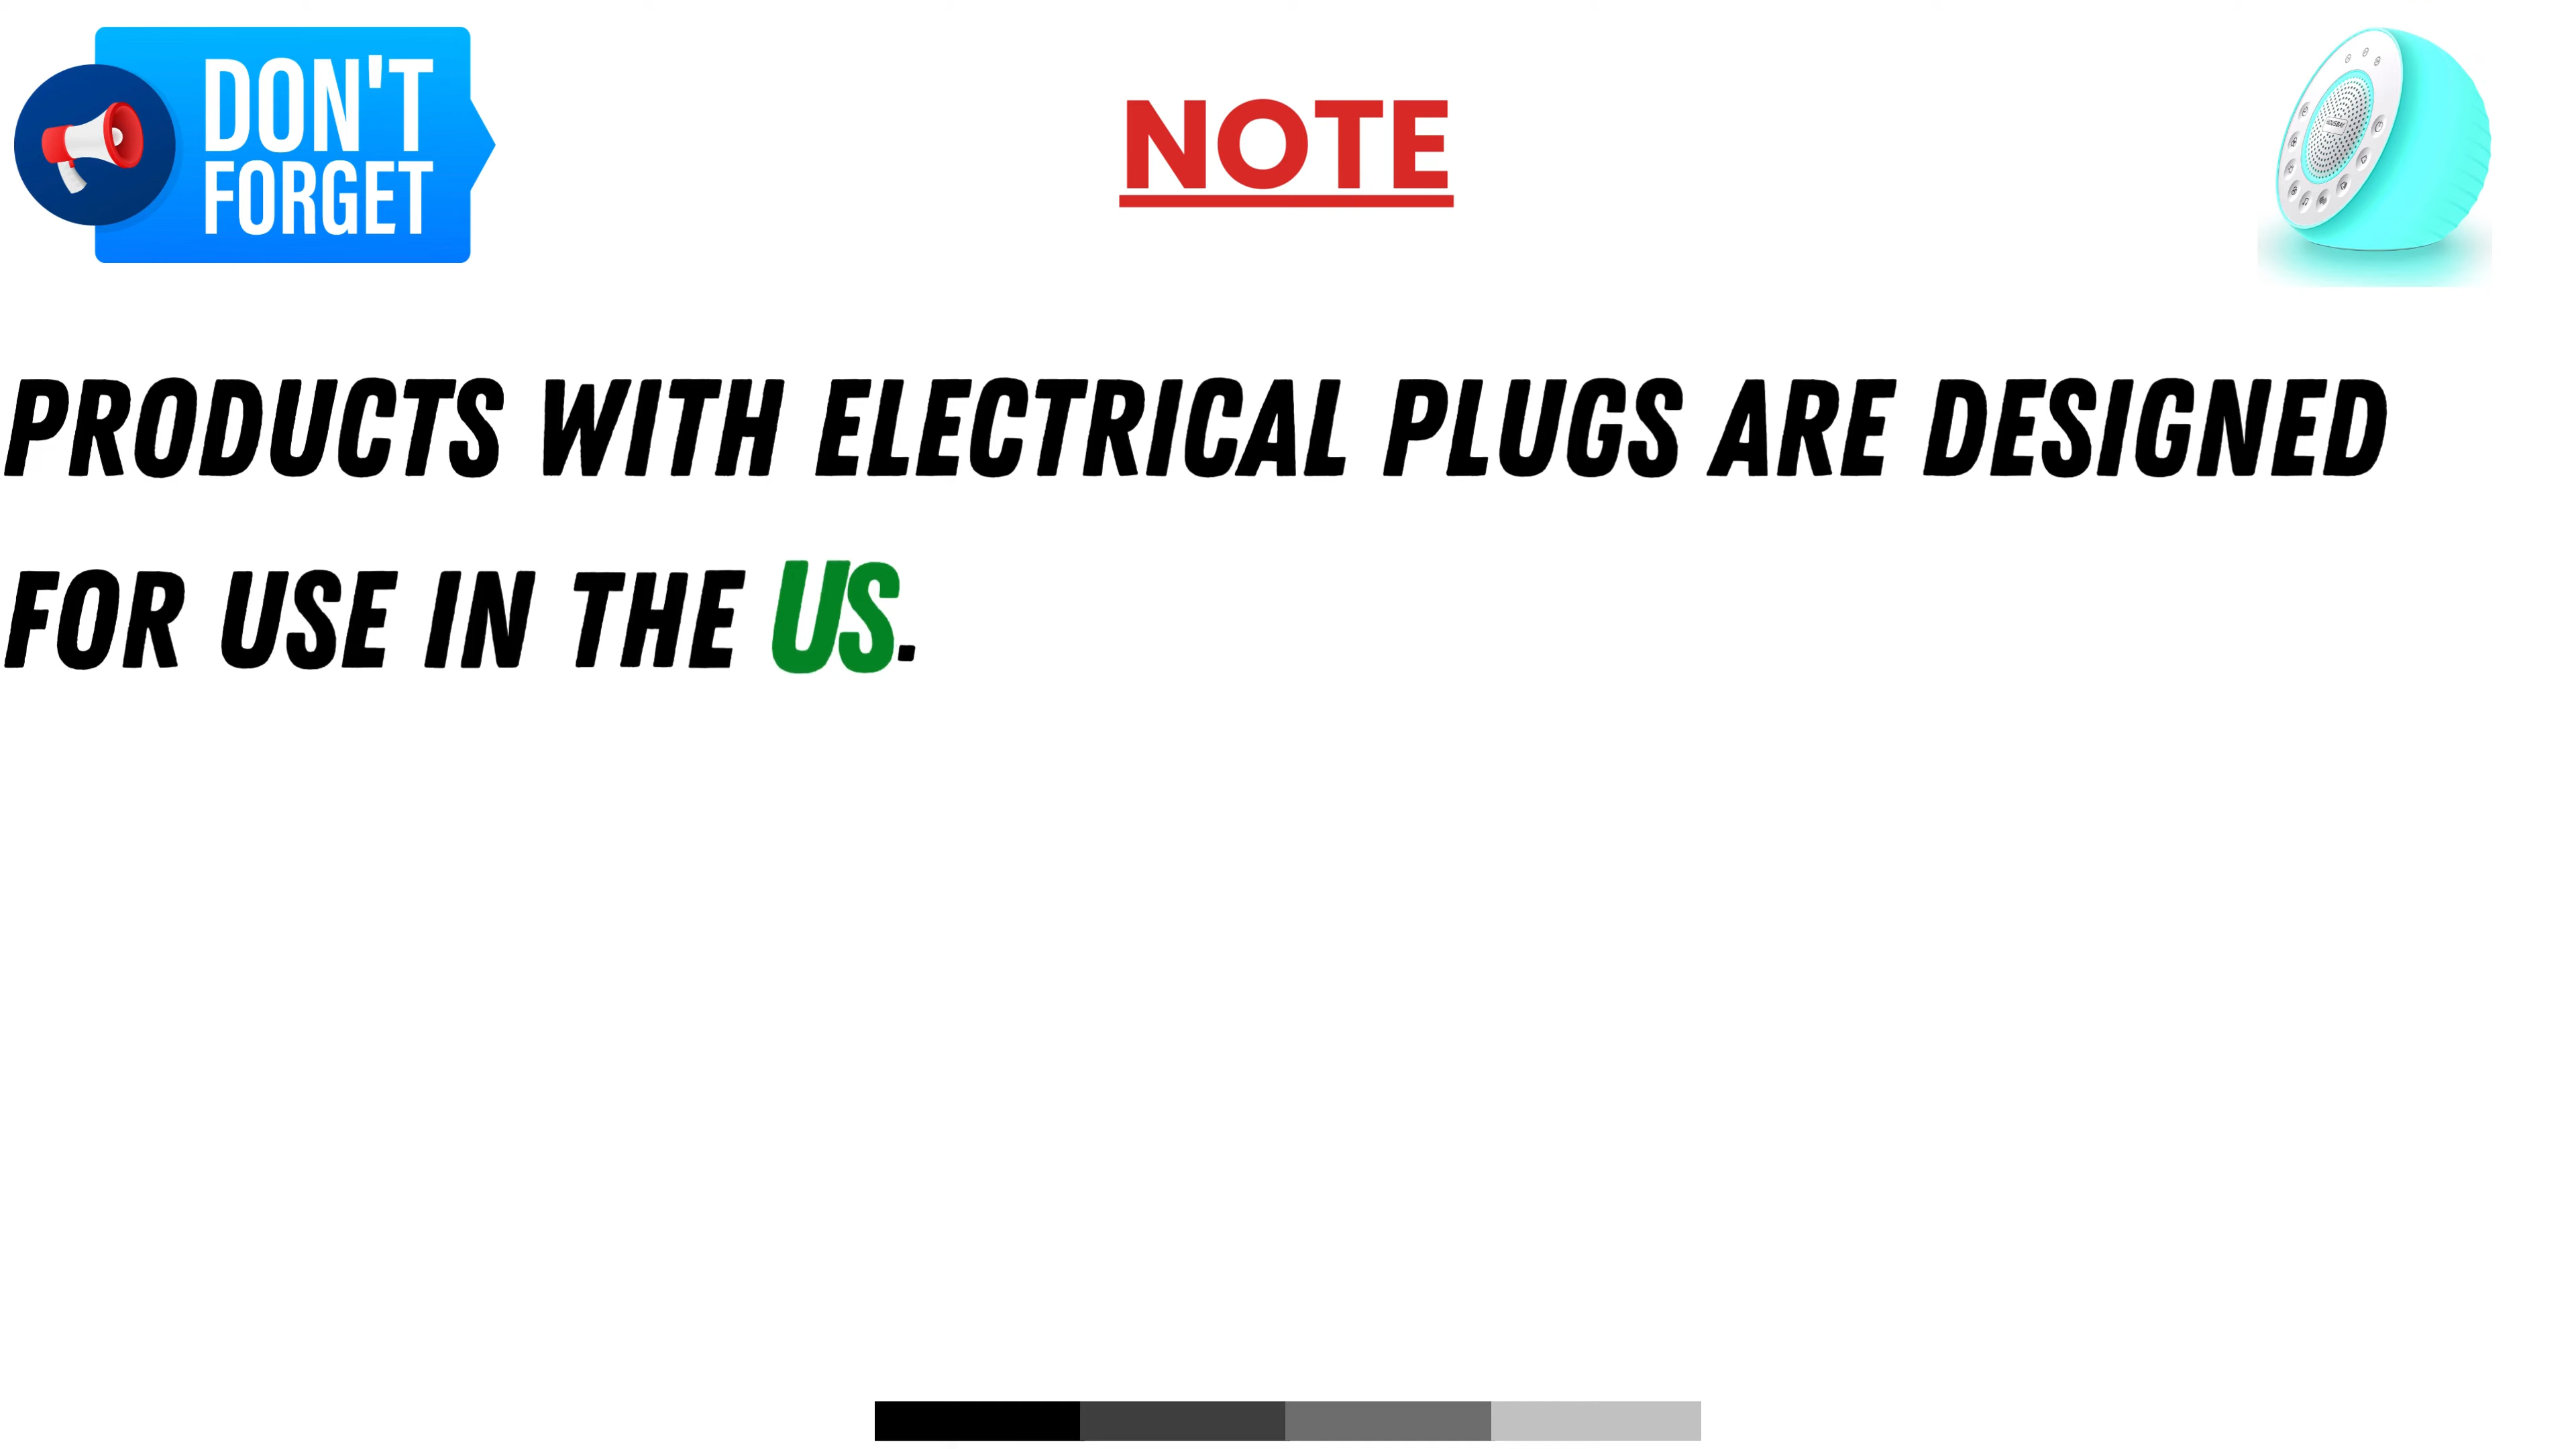 DON'T
FORGET
NOTE
PRODUCTS WITH ELECTRICAL PLUGS ARE DESIGNED
FOR USE IN THE US.